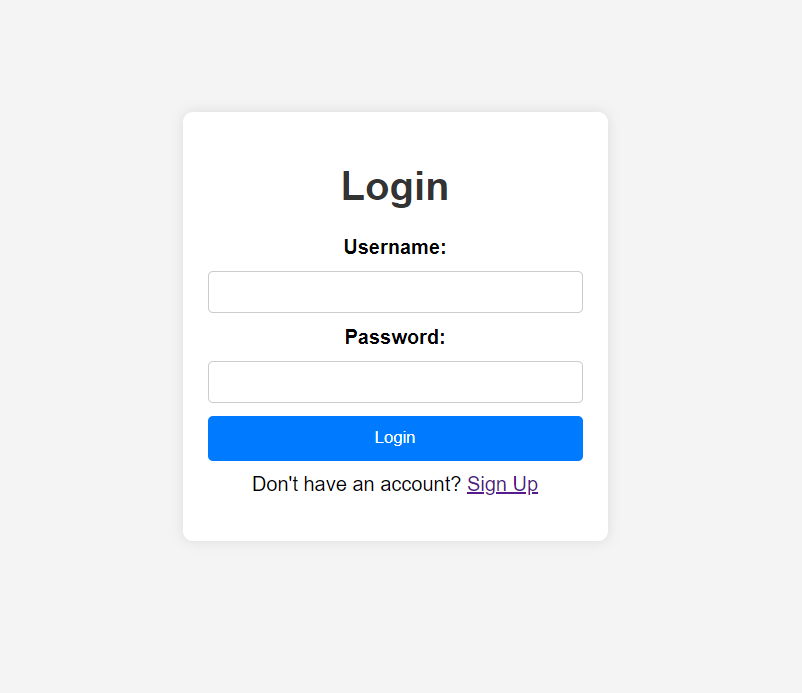 Login
Username:
Password:
Login
Don't have an account? Sign Up